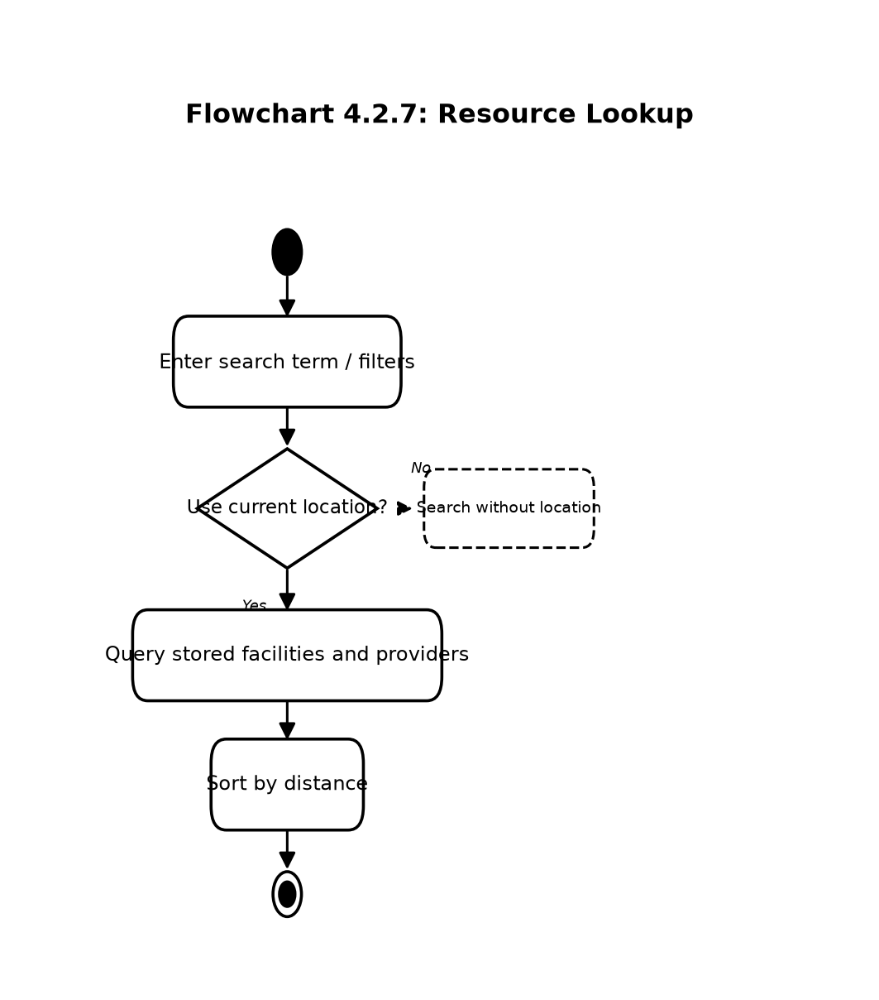 Flowchart 4.2.7: Resource Lookup
Enter search term / filters
Use current location?
No
Search without location
Yes
Query stored facilities and providers
Sort by distance